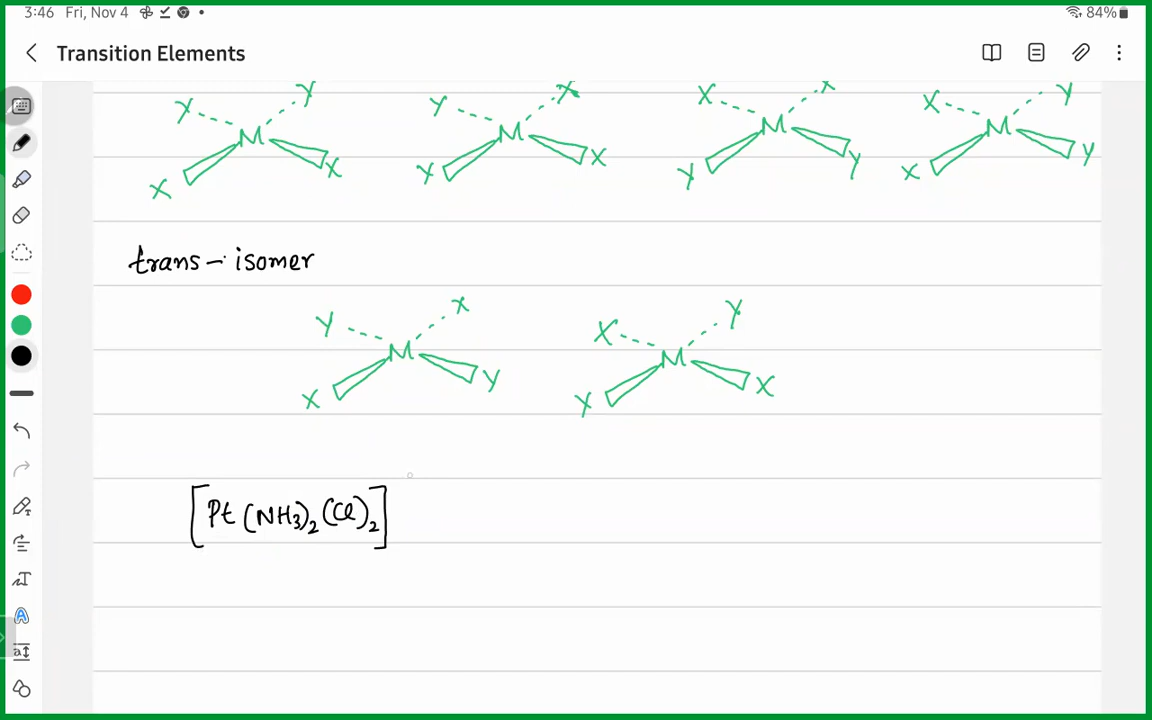 3:46 Fri, Nov 4 84%
Transition Elements
Y Y Y X X X X Y
M M M M
X X X X Y Y X Y
trans - isomer
Y X X Y
M M
X Y Y X
[Pt (NH3)2 (Cl)2]